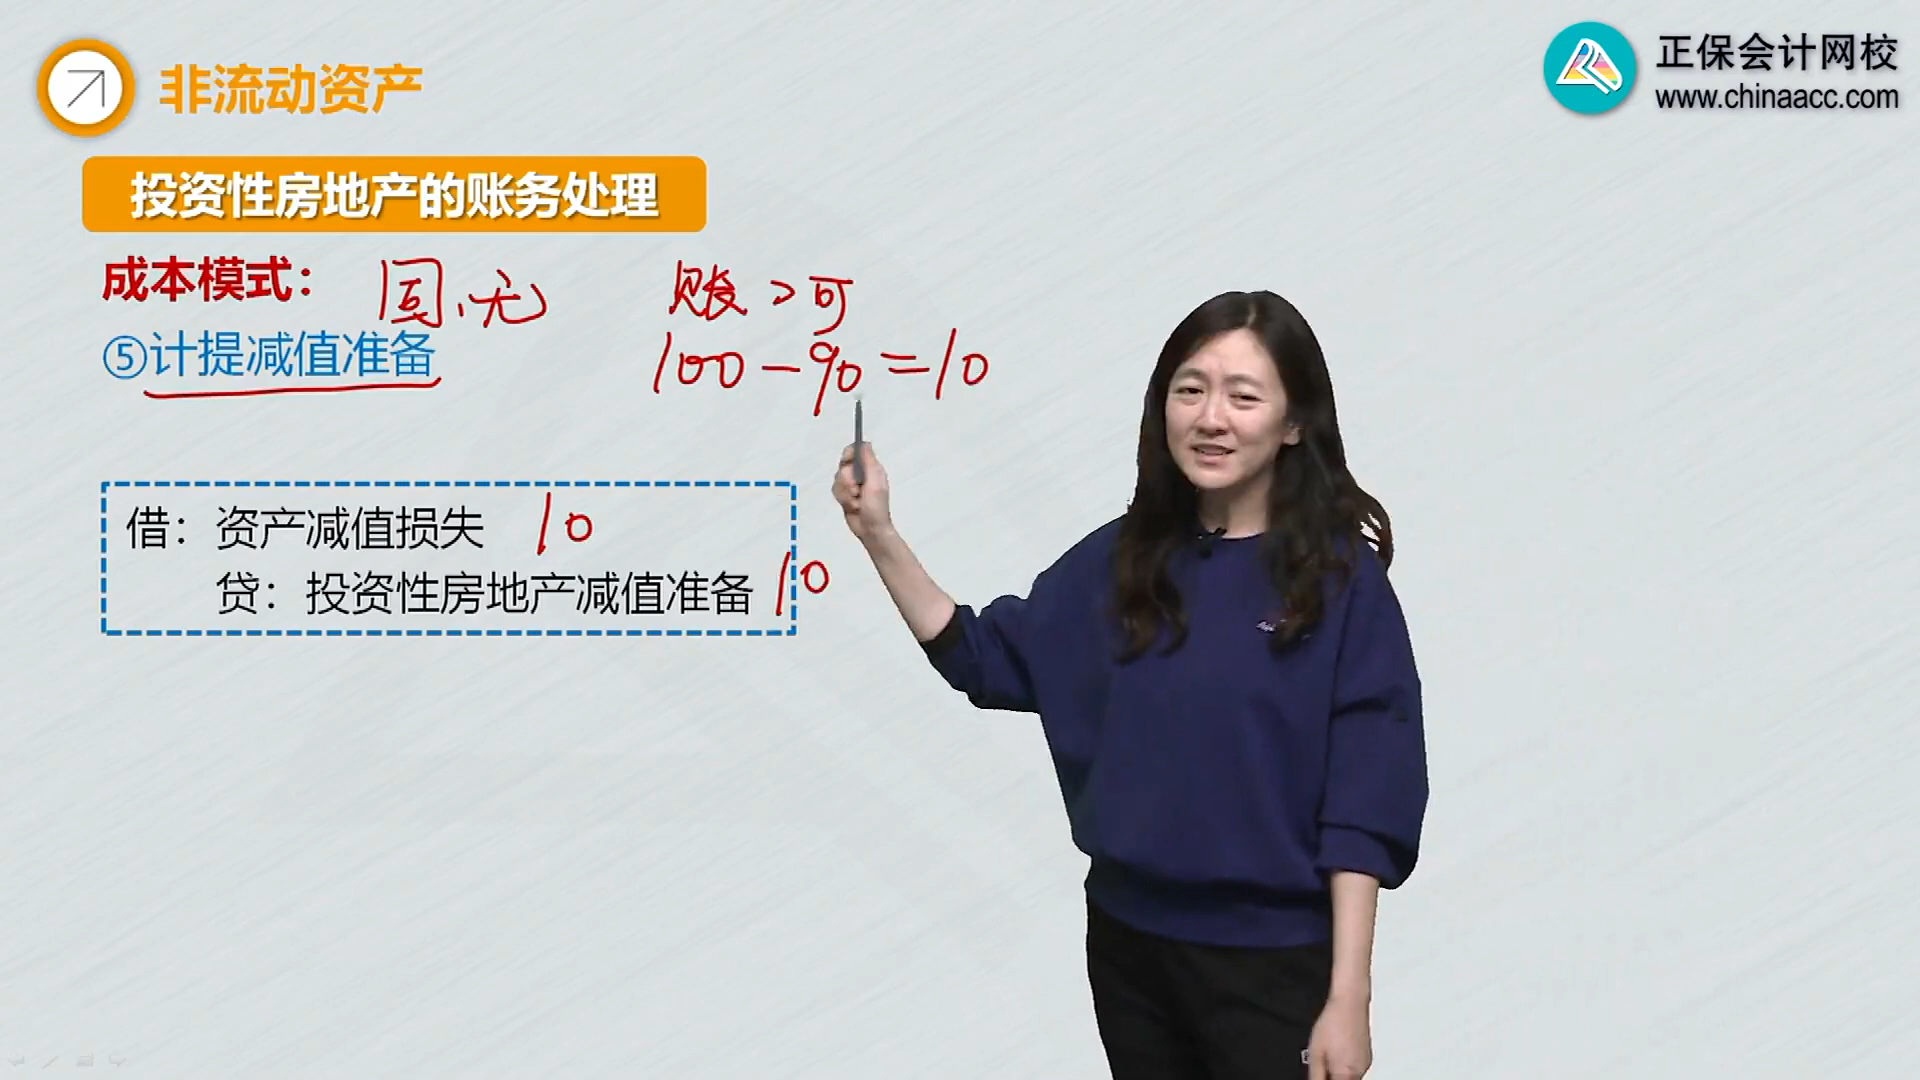 非流动资产
正保会计网校
www.chinaacc.com
投资性房地产的账务处理
成本模式：
固、无
账>可
⑤计提减值准备
100-90=10
借：资产减值损失 10
贷：投资性房地产减值准备 10